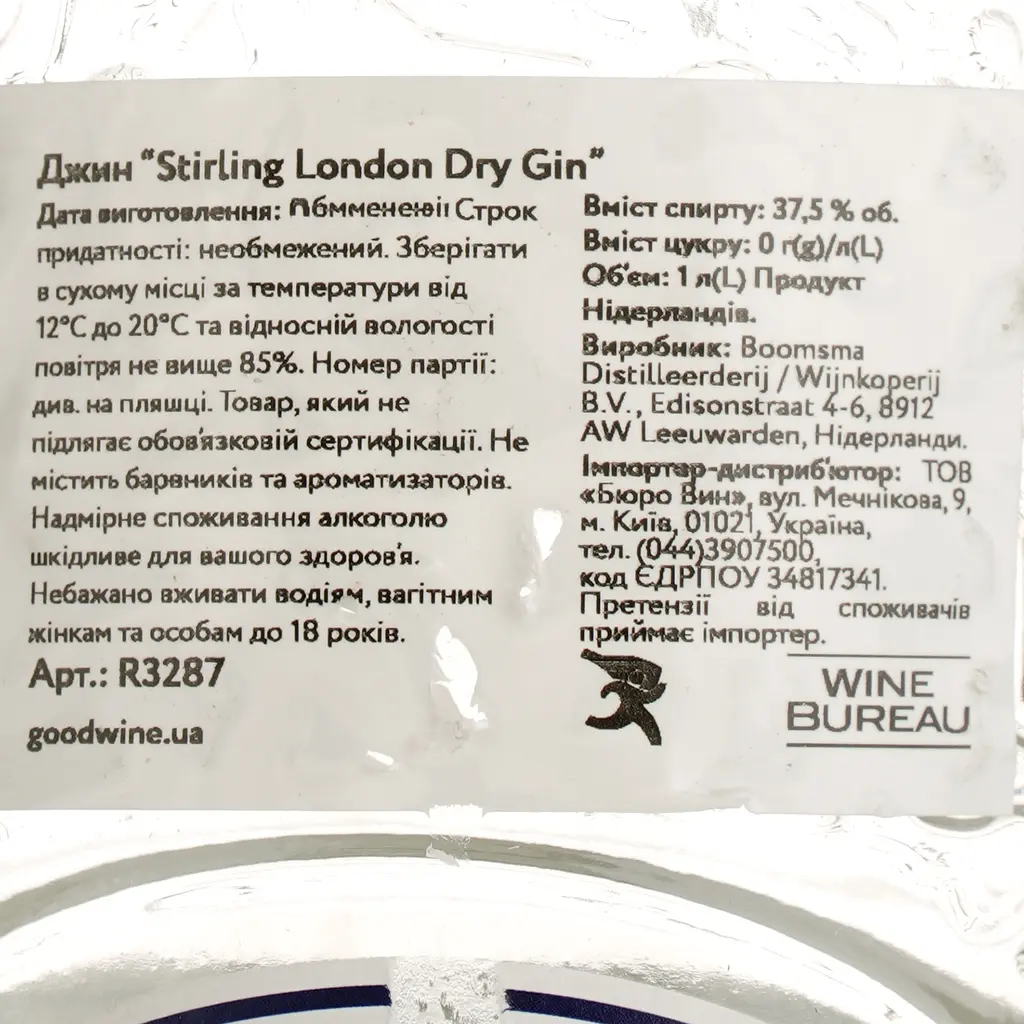 Джин "Stirling London Dry Gin"
Дата виготовлення: Строк
придатності: необмежений. Зберігати
в сухому місці за температури від
12°C до 20°C та відносній вологості
повітря не вище 85%. Номер партії:
див. на пляшці. Товар, який не
підлягає обов'язковій сертифікації. Не
містить барвників та ароматизаторів.
Надмірне споживання алкоголю
шкідливе для вашого здоров'я.
Небажано вживати водіям, вагітним
жінкам та особам до 18 років.
Арт.: R3287
goodwine.ua
Вміст спирту: 37,5 % об.
Вміст цукру: 0 г(g)/л(L)
Об'єм: 1 л(L) Продукт
Нідерландів.
Виробник: Boomsma
Distilleerderij / Wijnkoperij
B.V., Edisonstraat 4-6, 8912
AW Leeuwarden, Нідерланди.
Імпортер-дистриб'ютор: ТОВ
«Бюро Вин», вул. Мечнікова, 9,
м. Київ, 01021, Україна,
тел. (044)3907500,
код ЄДРПОУ 34817341.
Претензії від споживачів
приймає імпортер.
WINE
BUREAU